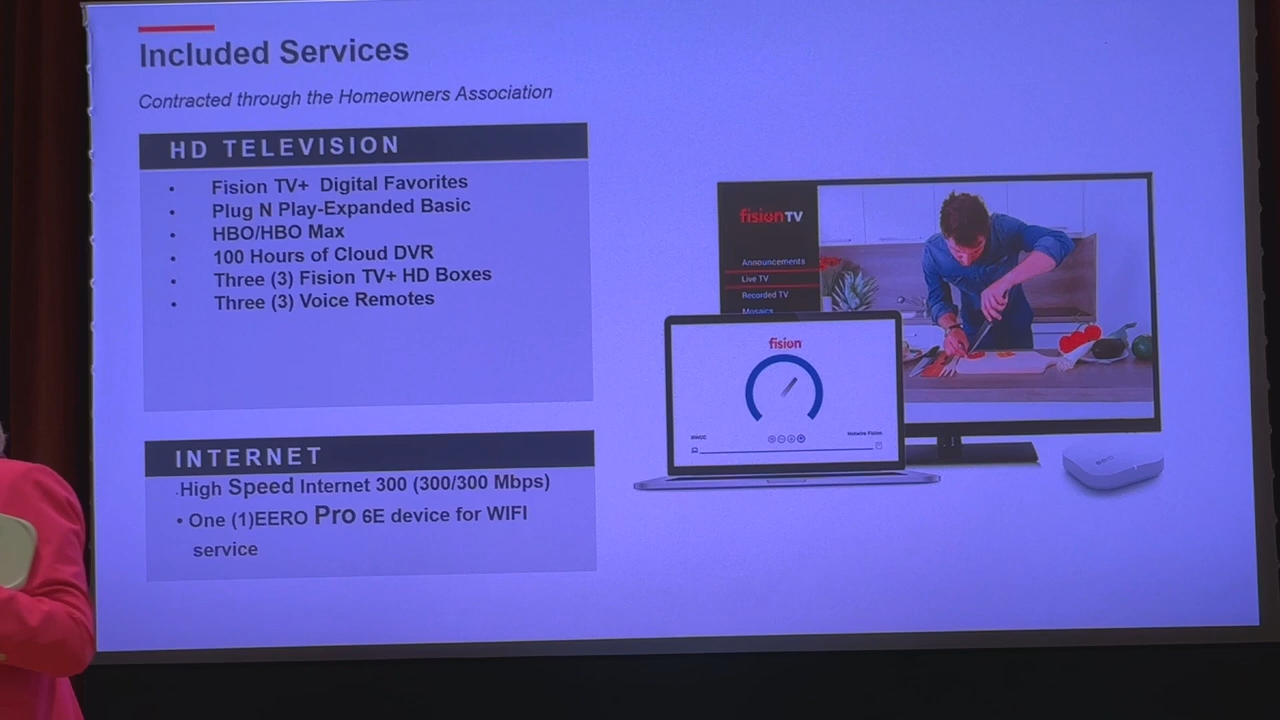 Included Services
Contracted through the Homeowners Association
HD TELEVISION
• Fision TV+ Digital Favorites
• Plug N Play-Expanded Basic
• HBO/HBO Max
• 100 Hours of Cloud DVR
• Three (3) Fision TV+ HD Boxes
• Three (3) Voice Remotes
INTERNET
.High Speed Internet 300 (300/300 Mbps)
• One (1)EERO Pro 6E device for WIFI
service
fisionTV
Announcements
Live TV
Recorded TV
Mosaics
fision
Hotwire Fision